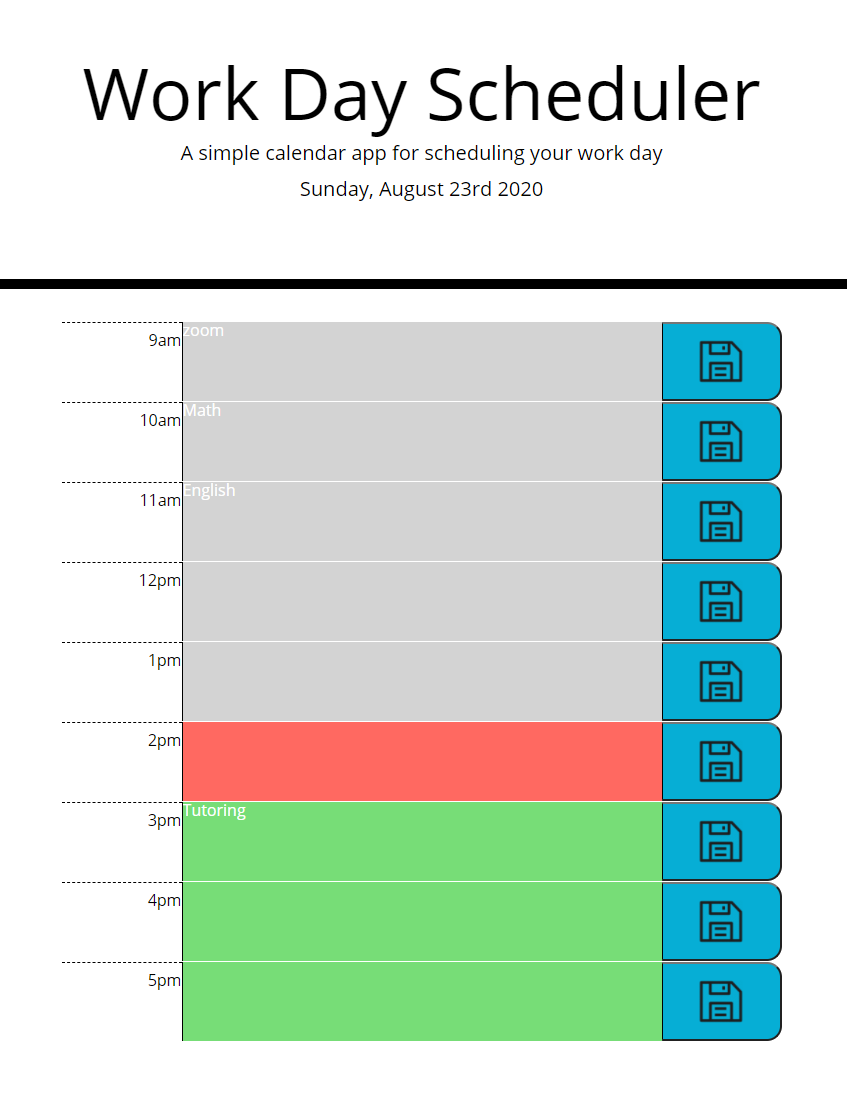 Work Day Scheduler
A simple calendar app for scheduling your work day
Sunday, August 23rd 2020
9am zoom
10am Math
11am English
12pm
1pm
2pm
3pm Tutoring
4pm
5pm